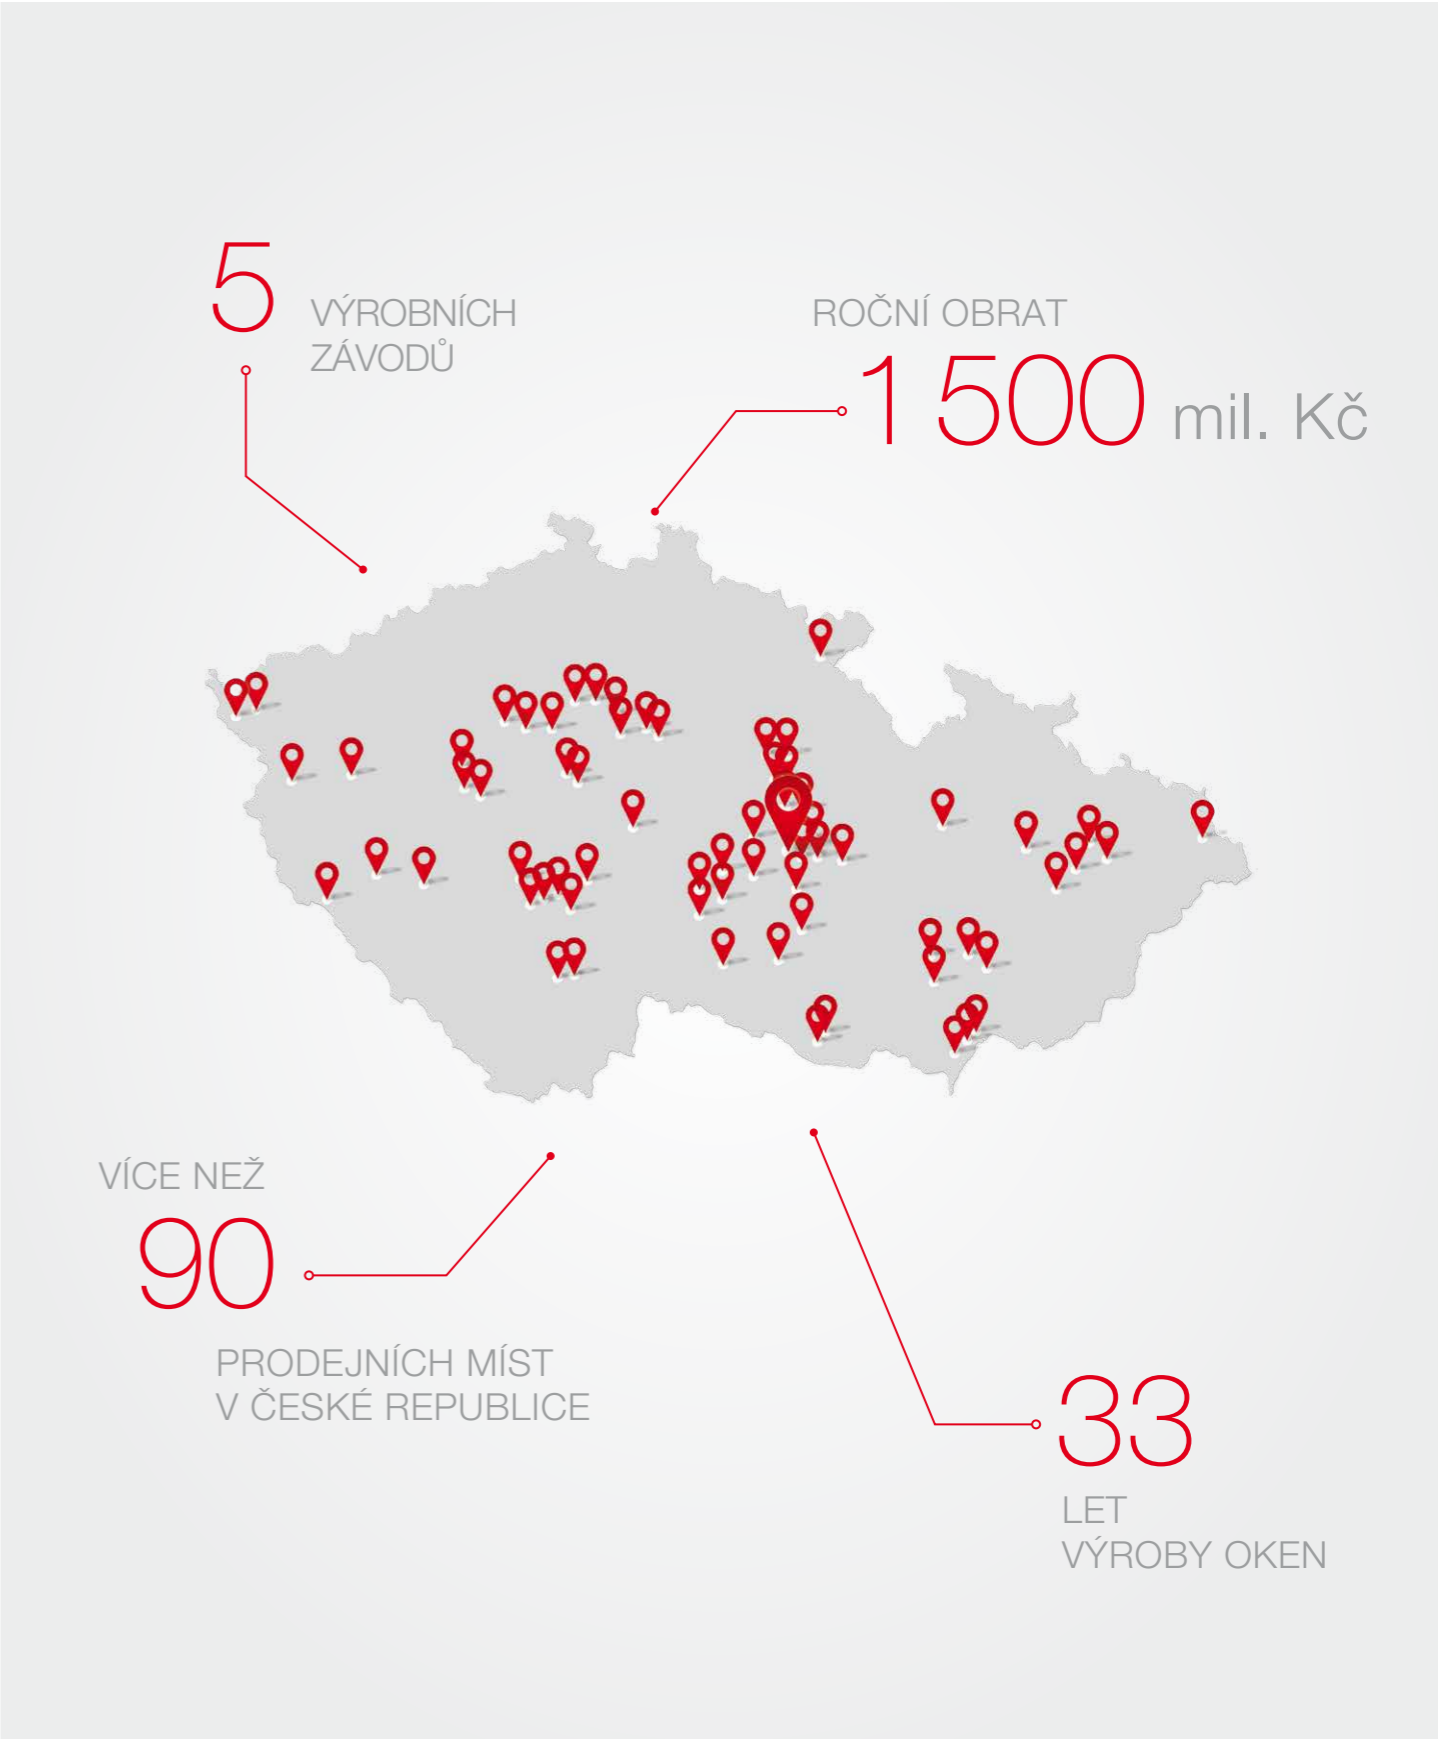 5
VÝROBNÍCH
ZÁVODŮ
ROČNÍ OBRAT
1 500 mil. Kč
VÍCE NEŽ
90
PRODEJNÍCH MÍST
V ČESKÉ REPUBLICE
33
LET
VÝROBY OKEN